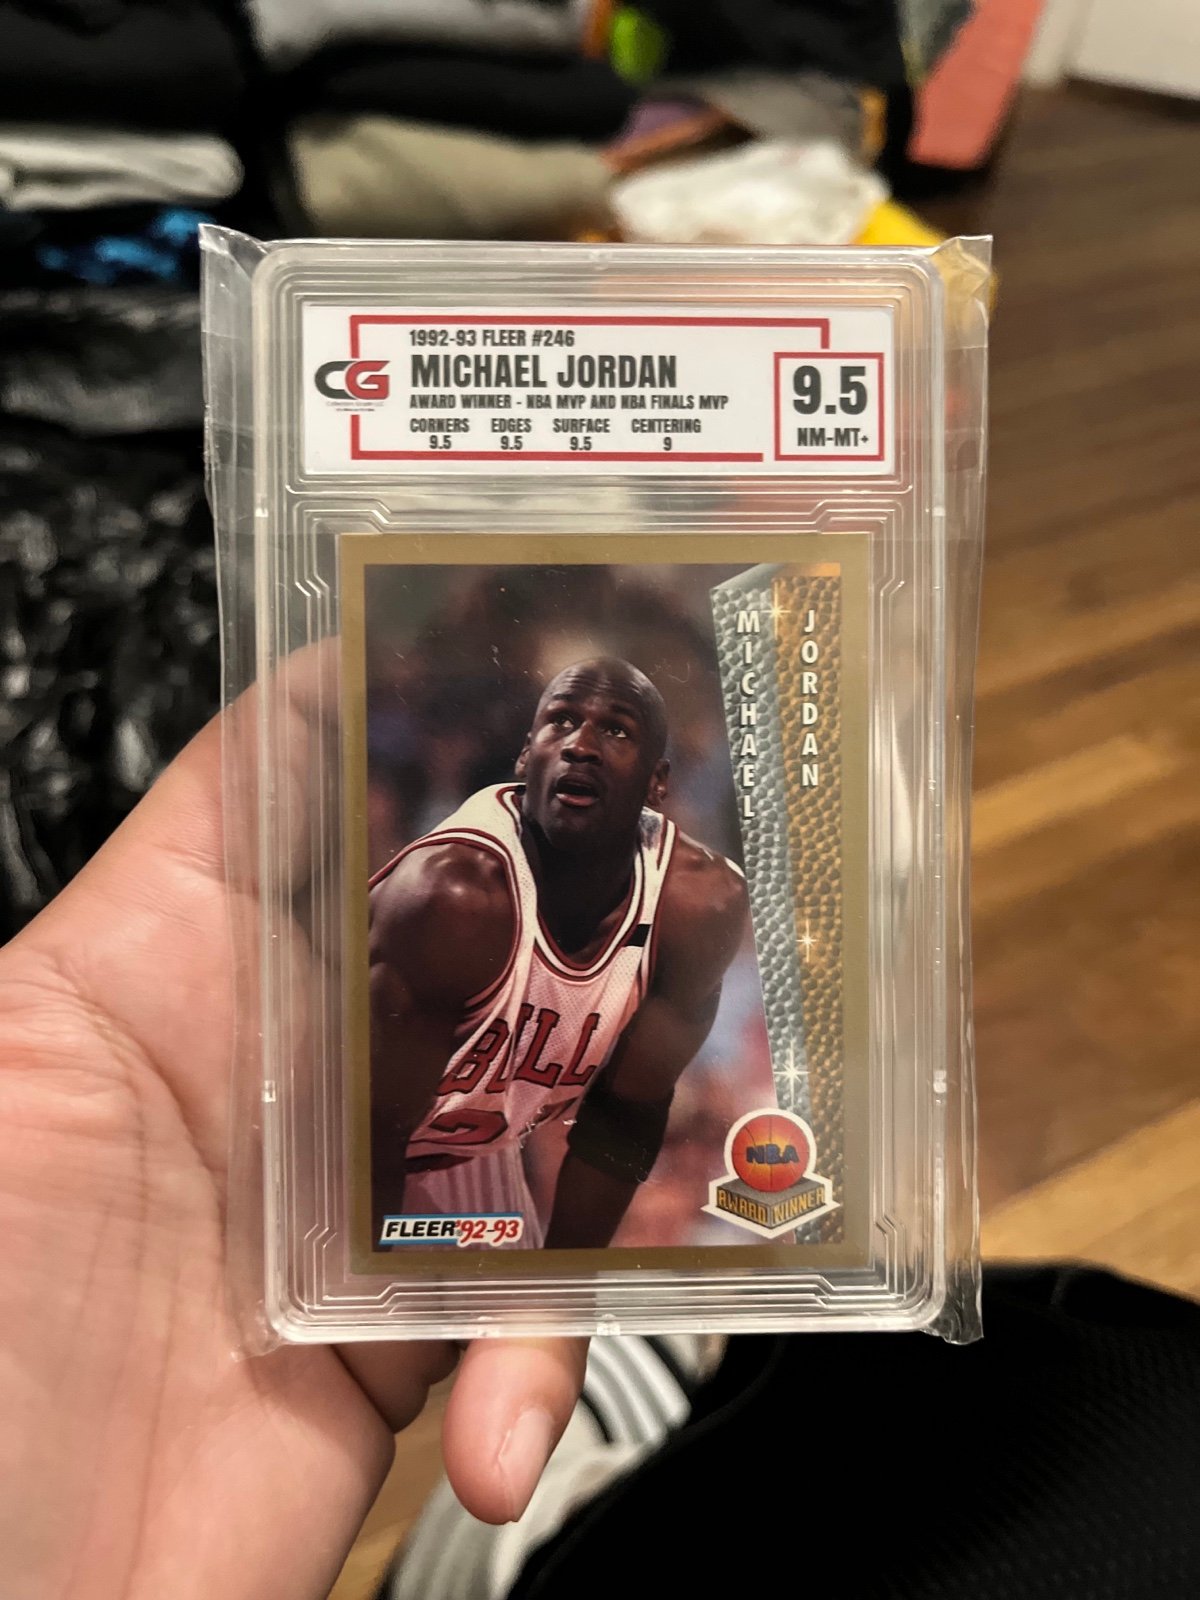 1992-93 FLEER #246
CG
MICHAEL JORDAN
AWARD WINNER - NBA MVP AND NBA FINALS MVP
CORNERS EDGES SURFACE CENTERING
9.5 9.5 9.5 9
9.5
NM-MT+
MICHAEL
JORDAN
BULL
NBA
AWARD WINNER
FLEER '92-93